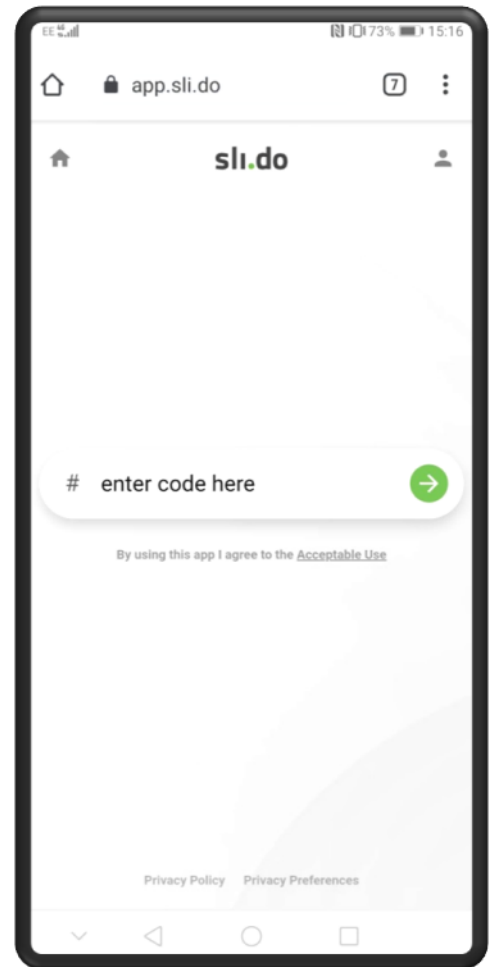 EE 73% 15:16
app.sli.do 7
sli.do
# enter code here
By using this app I agree to the Acceptable Use
Privacy Policy Privacy Preferences